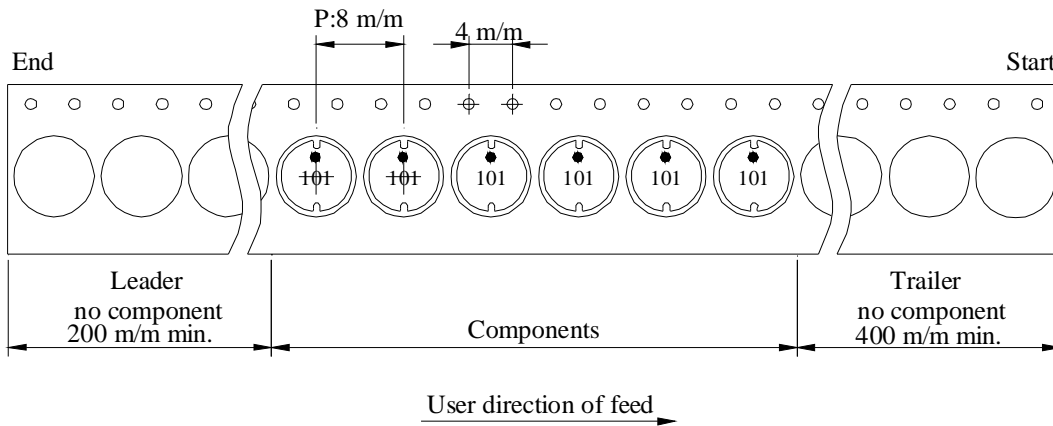 P:8 m/m
4 m/m
End
Start
101 101 101 101 101 101
Leader
no component
200 m/m min.
Components
Trailer
no component
400 m/m min.
User direction of feed